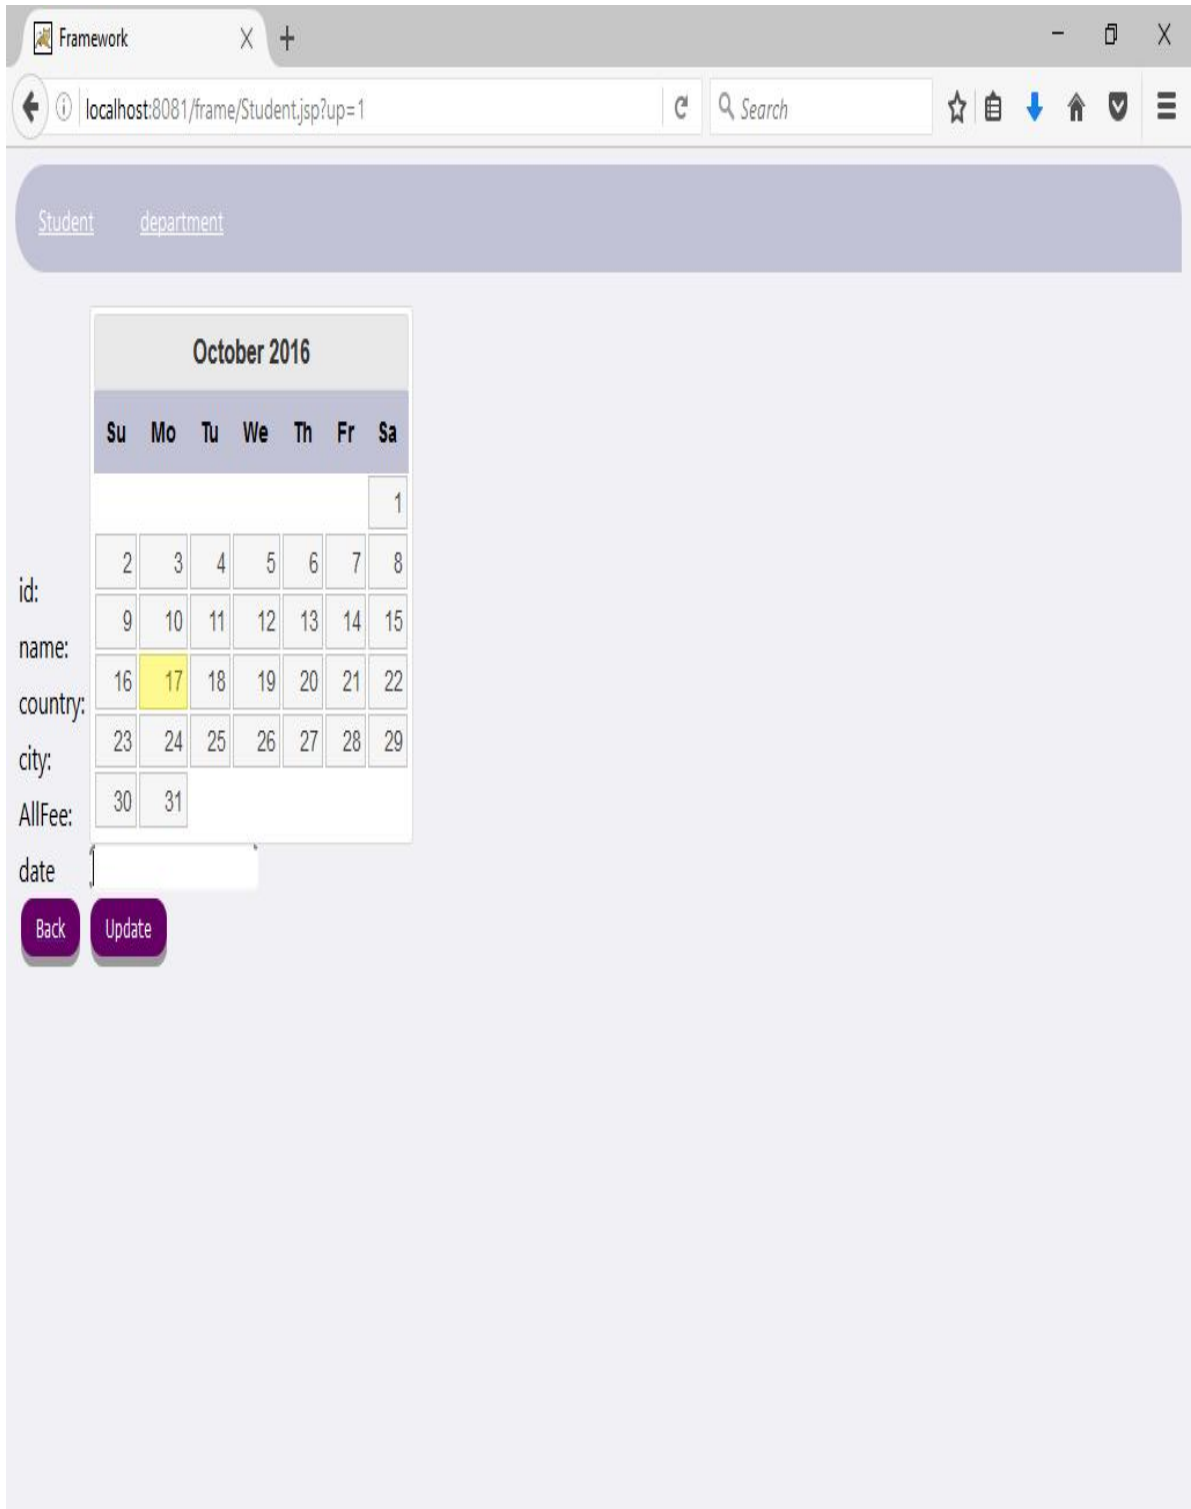 Framework
localhost:8081/frame/Student.jsp?up=1
Search
Student department
October 2016
Su Mo Tu We Th Fr Sa
1
2 3 4 5 6 7 8
9 10 11 12 13 14 15
16 17 18 19 20 21 22
23 24 25 26 27 28 29
30 31
id:
name:
country:
city:
AllFee:
date
Back Update